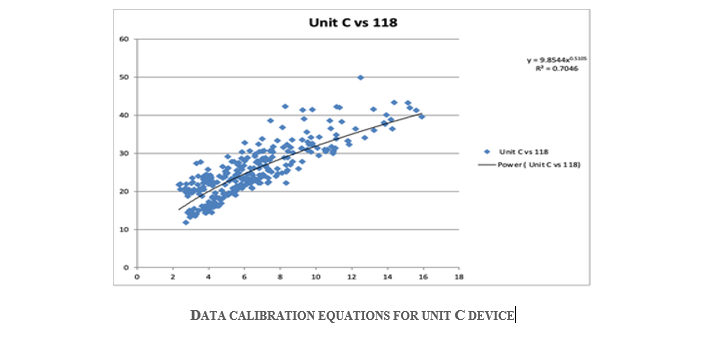 Unit C vs 118
60
50
40
30
20
10
0
0 2 4 6 8 10 12 14 16 18
y = 9.8544x^0.5105
R² = 0.7046
Unit C vs 118
Power ( Unit C vs 118)
DATA CALIBRATION EQUATIONS FOR UNIT C DEVICE